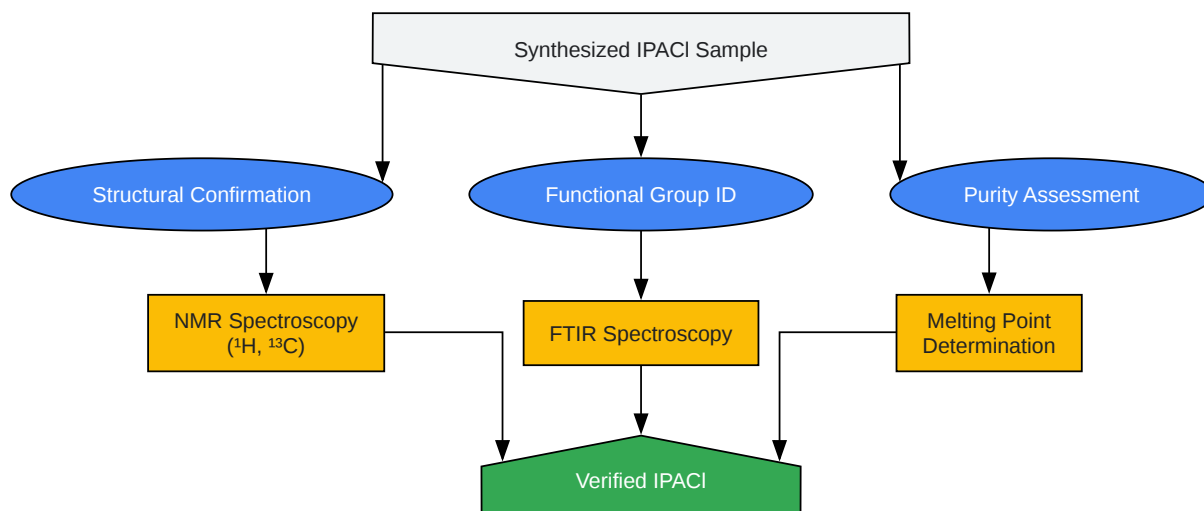 Synthesized IPACl Sample
Structural Confirmation
Functional Group ID
Purity Assessment
NMR Spectroscopy
(¹H, ¹³C)
FTIR Spectroscopy
Melting Point
Determination
Verified IPACl